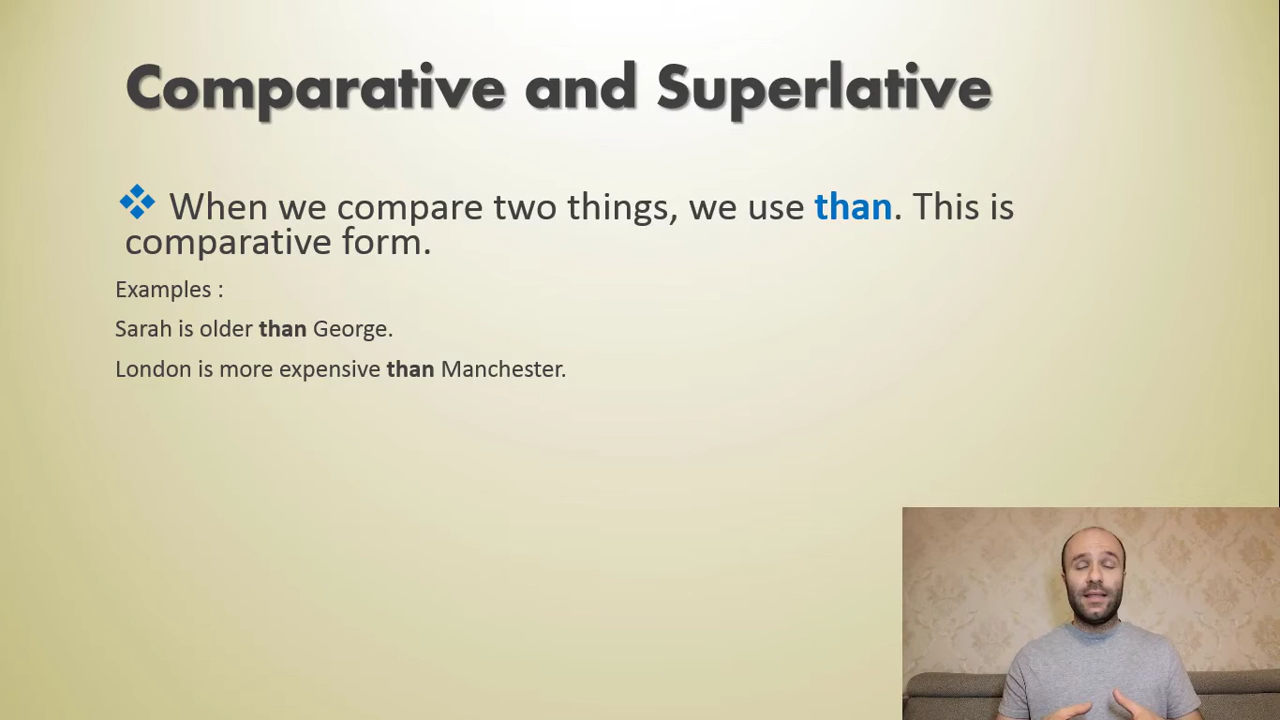 Comparative and Superlative
When we compare two things, we use than. This is
comparative form.
Examples :
Sarah is older than George.
London is more expensive than Manchester.